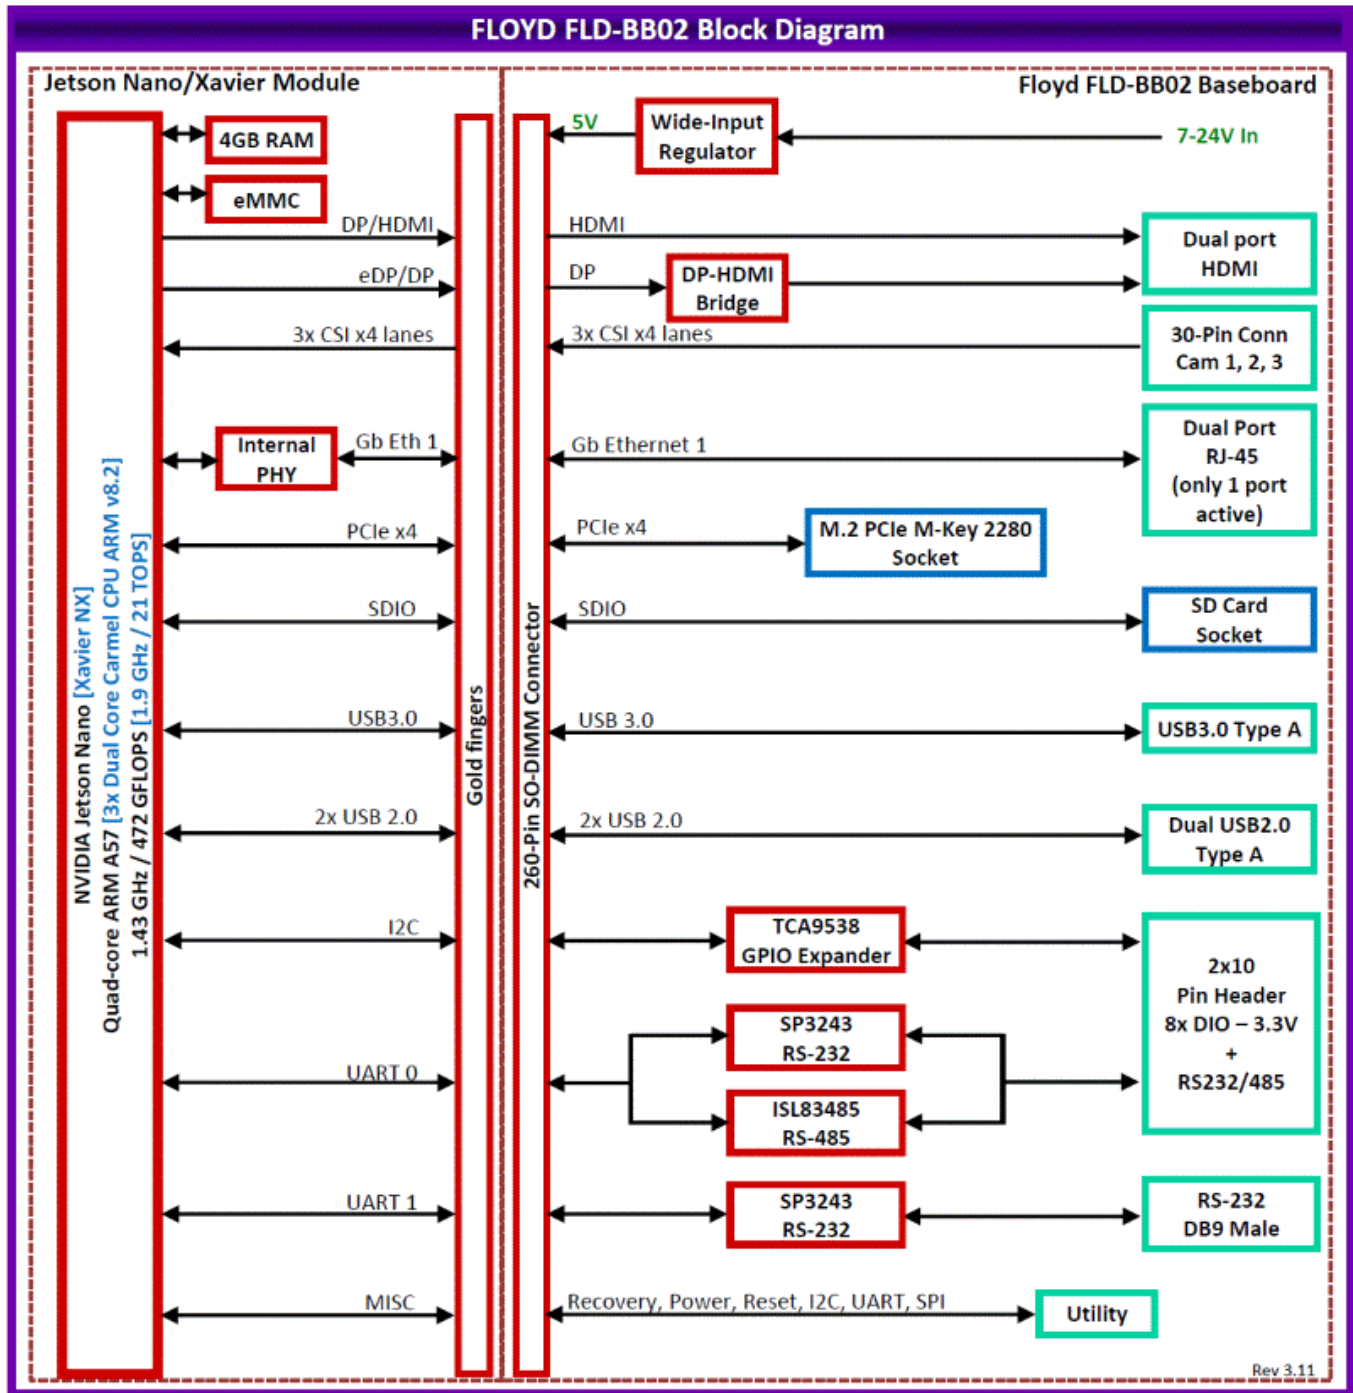 FLOYD FLD-BB02 Block Diagram
Jetson Nano/Xavier Module
Floyd FLD-BB02 Baseboard
NVIDIA Jetson Nano [Xavier NX]
Quad-core ARM A57 [3x Dual Core Carmel CPU ARM v8.2]
1.43 GHz / 472 GFLOPS [1.9 GHz / 21 TOPS]
4GB RAM
eMMC
DP/HDMI
eDP/DP
3x CSI x4 lanes
Internal
PHY
Gb Eth 1
PCIe x4
SDIO
USB3.0
2x USB 2.0
I2C
UART 0
UART 1
MISC
Gold fingers
260-Pin SO-DIMM Connector
5V
Wide-Input
Regulator
7-24V In
HDMI
DP
DP-HDMI
Bridge
Dual port
HDMI
3x CSI x4 lanes
30-Pin Conn
Cam 1, 2, 3
Gb Ethernet 1
Dual Port
RJ-45
(only 1 port
active)
PCIe x4
M.2 PCIe M-Key 2280
Socket
SDIO
SD Card
Socket
USB 3.0
USB3.0 Type A
2x USB 2.0
Dual USB2.0
Type A
TCA9538
GPIO Expander
SP3243
RS-232
ISL83485
RS-485
2x10
Pin Header
8x DIO – 3.3V
+
RS232/485
SP3243
RS-232
RS-232
DB9 Male
Recovery, Power, Reset, I2C, UART, SPI
Utility
Rev 3.11